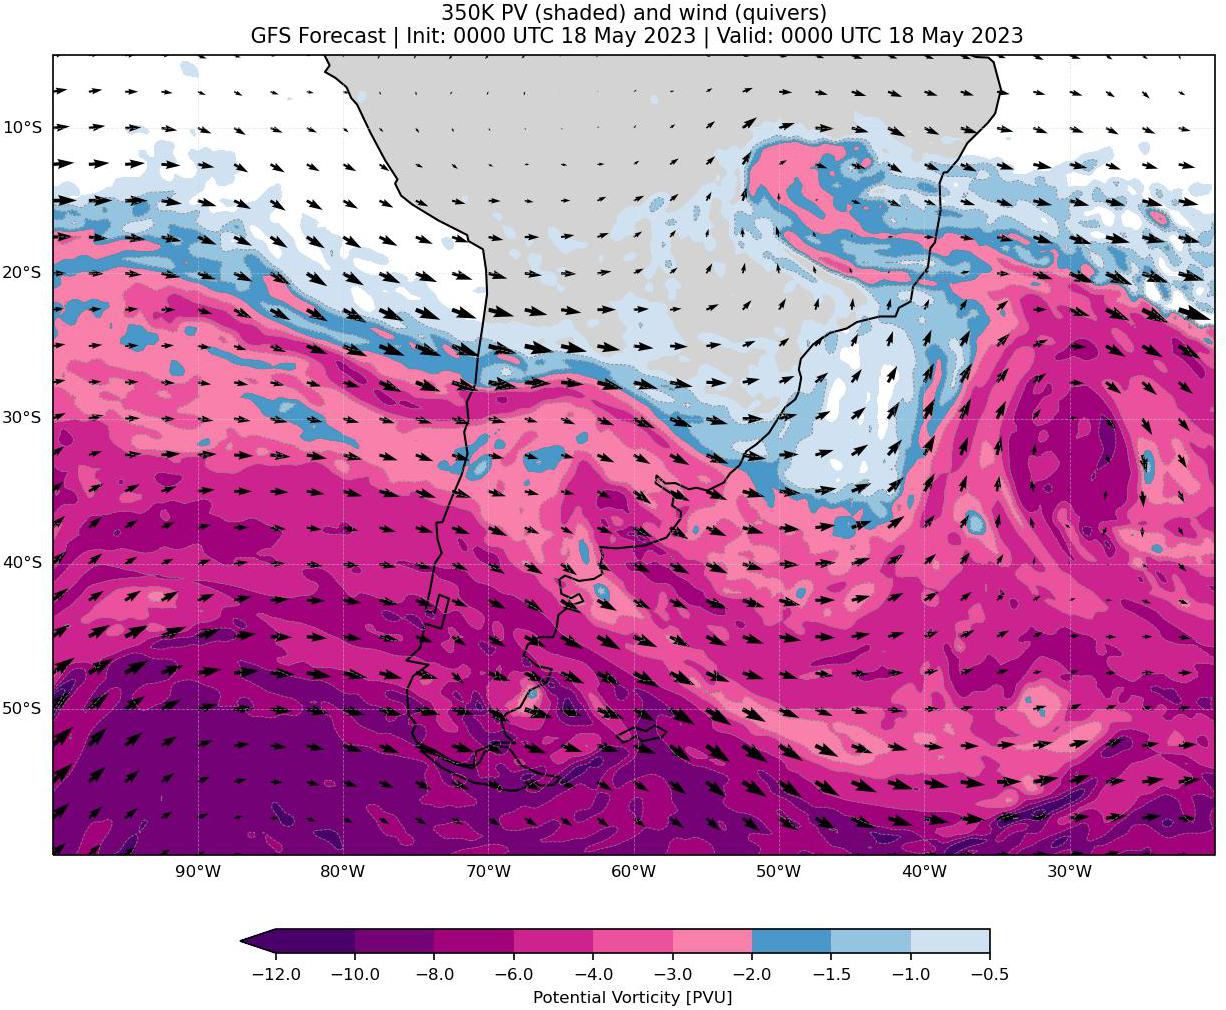 350K PV (shaded) and wind (quivers)
GFS Forecast | Init: 0000 UTC 18 May 2023 | Valid: 0000 UTC 18 May 2023
10°S
20°S
30°S
40°S
50°S
90°W 80°W 70°W 60°W 50°W 40°W 30°W
−12.0 −10.0 −8.0 −6.0 −4.0 −3.0 −2.0 −1.5 −1.0 −0.5
Potential Vorticity [PVU]